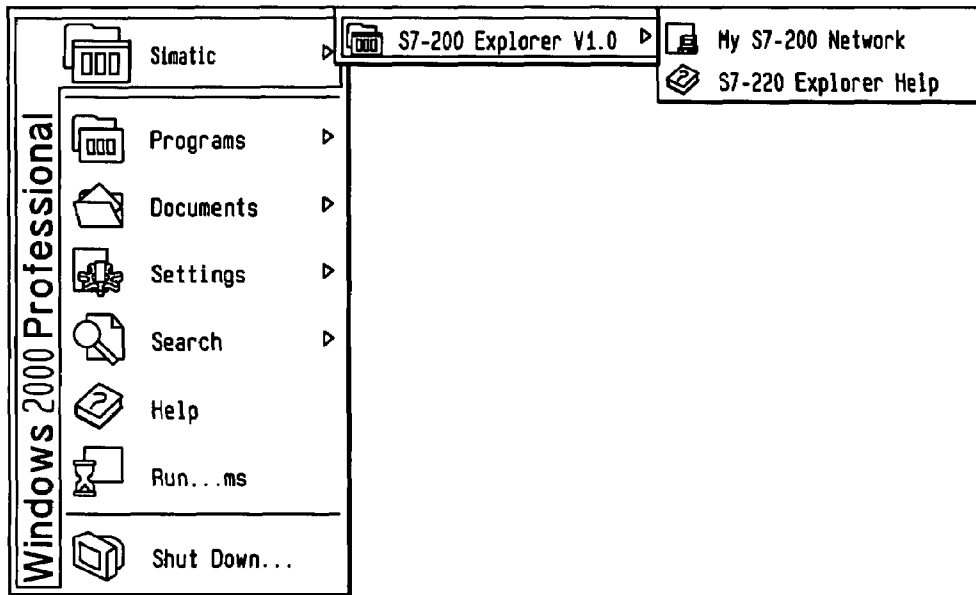 Windows 2000 Professional
Simatic
S7-200 Explorer V1.0
My S7-200 Network
S7-220 Explorer Help
Programs
Documents
Settings
Search
Help
Run...ms
Shut Down...